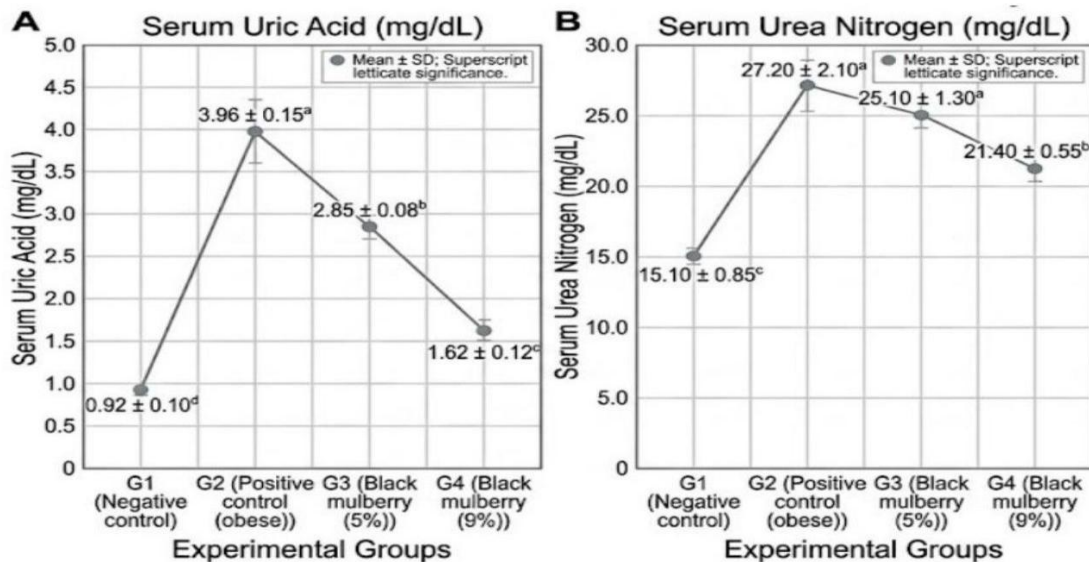 A
Serum Uric Acid (mg/dL)
Mean ± SD; Superscript
letticate significance.
5.0
4.5
4.0
3.5
3.0
2.5
2.0
1.5
1.0
0
Serum Uric Acid (mg/dL)
0.92 ± 0.10ᵈ
3.96 ± 0.15ᵃ
2.85 ± 0.08ᵇ
1.62 ± 0.12ᶜ
G1
(Negative
control)
G2 (Positive
control
(obese))
G3 (Black
mulberry
(5%))
G4 (Black
mulberry
(9%))
Experimental Groups
B
Serum Urea Nitrogen (mg/dL)
Mean ± SD; Superscript
letticate significance.
30.0
25.0
20.0
15.0
10.0
5.0
0
Serum Urea Nitrogen (mg/dL)
15.10 ± 0.85ᶜ
27.20 ± 2.10ᵃ
25.10 ± 1.30ᵃ
21.40 ± 0.55ᵇ
G1
(Negative
control)
G2 (Positive
control
(obese))
G3 (Black
mulberry
(5%))
G4 (Black
mulberry
(9%))
Experimental Groups